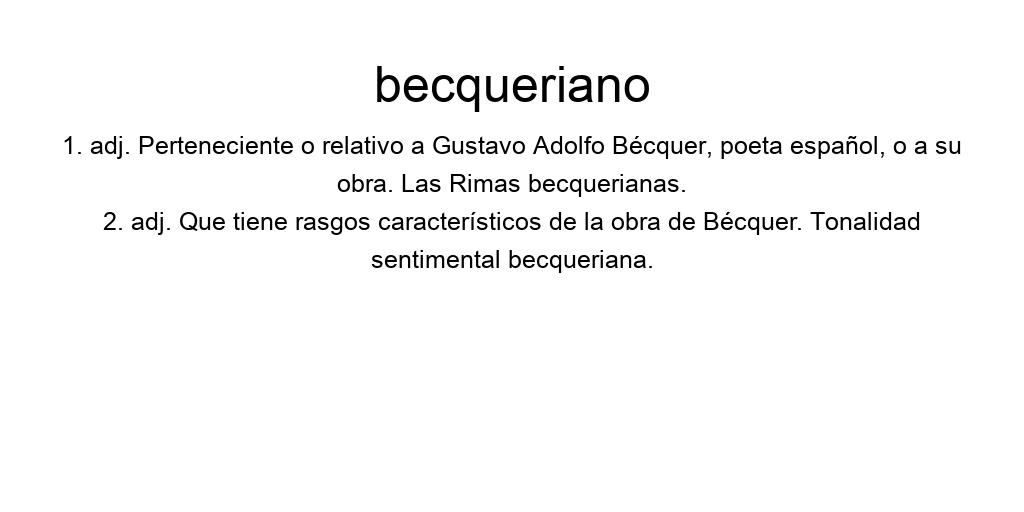 becqueriano
1. adj. Perteneciente o relativo a Gustavo Adolfo Bécquer, poeta español, o a su
obra. Las Rimas becquerianas.
2. adj. Que tiene rasgos característicos de la obra de Bécquer. Tonalidad
sentimental becqueriana.